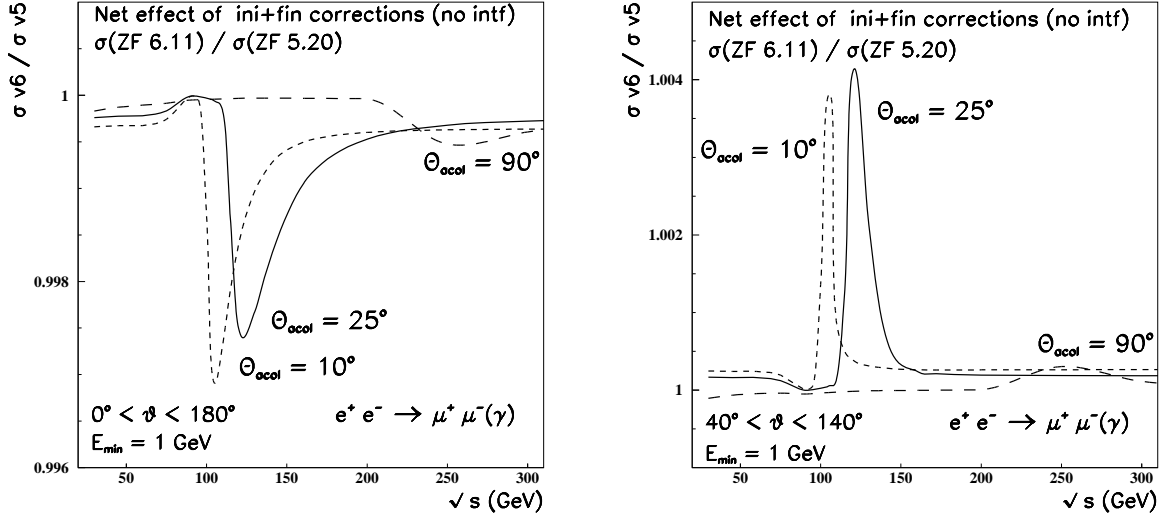 Net effect of ini+fin corrections (no intf)
σ(ZF 6.11) / σ(ZF 5.20)
σ v6 / σ v5
1
0.998
0.996
Θacol = 90°
Θacol = 25°
Θacol = 10°
0° < ϑ < 180°
e+ e− → μ+ μ−(γ)
Emin = 1 GeV
50 100 150 200 250 300
√ s (GeV)
Net effect of ini+fin corrections (no intf)
σ(ZF 6.11) / σ(ZF 5.20)
σ v6 / σ v5
1.004
1.002
1
Θacol = 25°
Θacol = 10°
Θacol = 90°
40° < ϑ < 140°
e+ e− → μ+ μ−(γ)
Emin = 1 GeV
50 100 150 200 250 300
√ s (GeV)